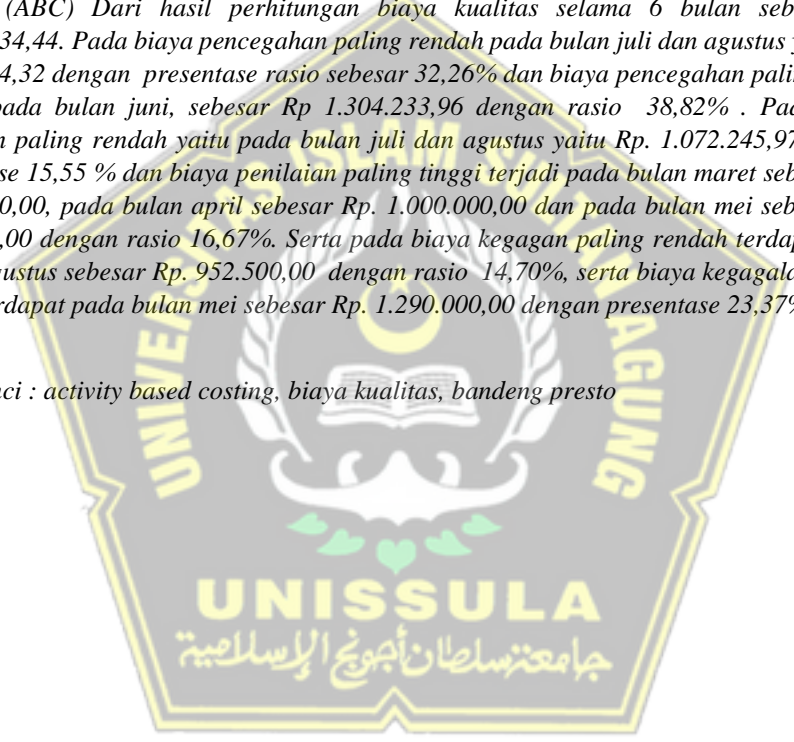 (ABC) Dari hasil perhitungan biaya kualitas selama 6 bulan seb
34,44. Pada biaya pencegahan paling rendah pada bulan juli dan agustus y
4,32 dengan presentase rasio sebesar 32,26% dan biaya pencegahan palin
pada bulan juni, sebesar Rp 1.304.233,96 dengan rasio 38,82% . Pad
n paling rendah yaitu pada bulan juli dan agustus yaitu Rp. 1.072.245,97
se 15,55 % dan biaya penilaian paling tinggi terjadi pada bulan maret seb
0,00, pada bulan april sebesar Rp. 1.000.000,00 dan pada bulan mei seb
,00 dengan rasio 16,67%. Serta pada biaya kegagan paling rendah terdap
gustus sebesar Rp. 952.500,00 dengan rasio 14,70%, serta biaya kegagala
rdapat pada bulan mei sebesar Rp. 1.290.000,00 dengan presentase 23,37%
nci : activity based costing, biaya kualitas, bandeng presto
UNIVERSITAS ISLAM SULTAN AGUNG
UNISSULA
جامعتنسلطان أجونج الإسلامية